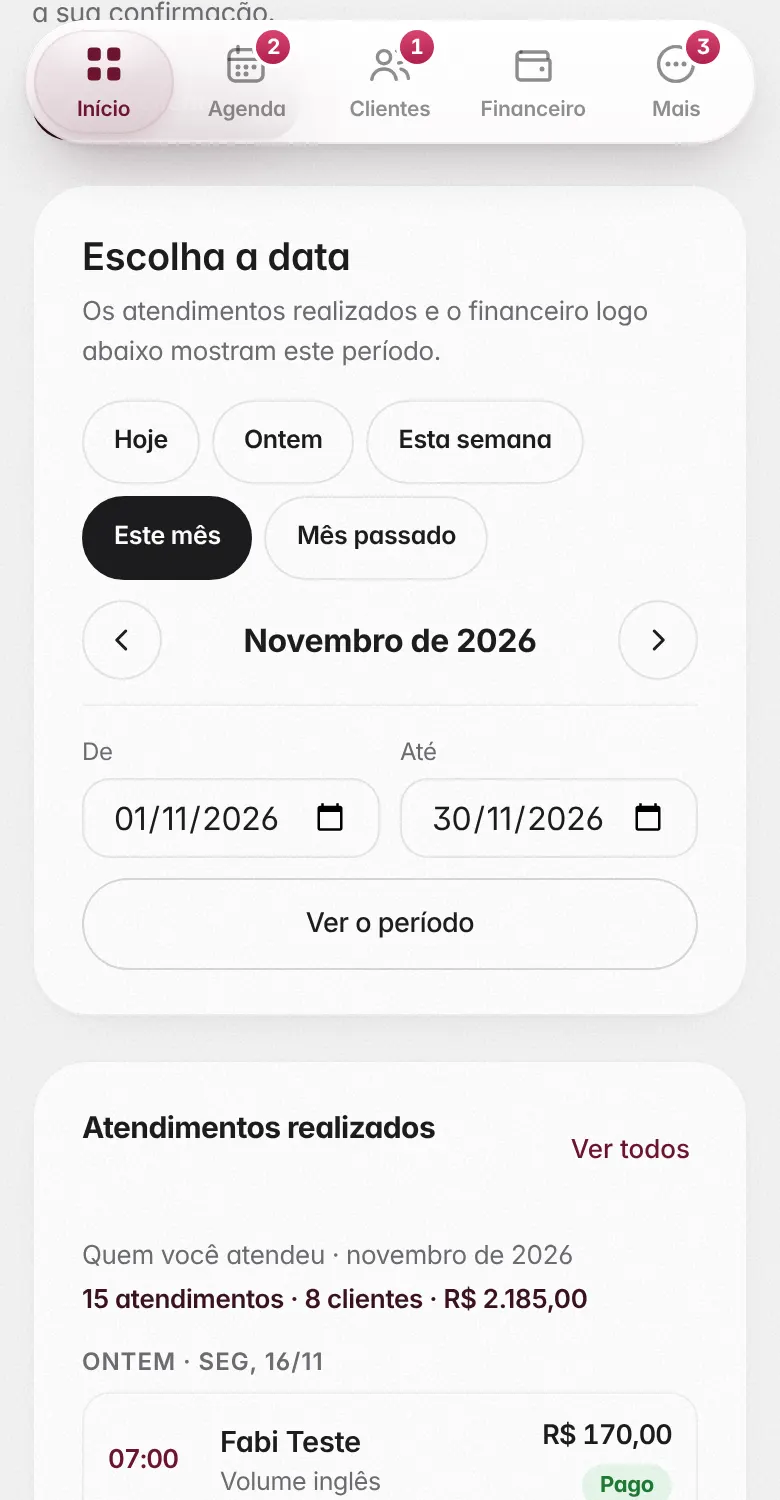 a sua confirmação.
2
1
3
Início
Agenda
Clientes
Financeiro
Mais
Escolha a data
Os atendimentos realizados e o financeiro logo
abaixo mostram este período.
Hoje
Ontem
Esta semana
Este mês
Mês passado
Novembro de 2026
De
Até
01/11/2026
30/11/2026
Ver o período
Atendimentos realizados
Ver todos
Quem você atendeu · novembro de 2026
15 atendimentos · 8 clientes · R$ 2.185,00
ONTEM · SEG, 16/11
07:00
Fabi Teste
R$ 170,00
Volume inglês
Pago